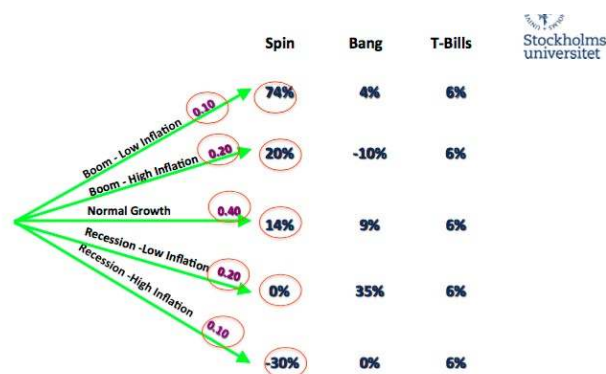 Spin Bang T-Bills
Stockholms
universitet
Boom - Low Inflation 0.10 74% 4% 6%
Boom - High Inflation 0.20 20% -10% 6%
Normal Growth 0.40 14% 9% 6%
Recession -Low Inflation 0.20 0% 35% 6%
Recession -High Inflation 0.10 -30% 0% 6%